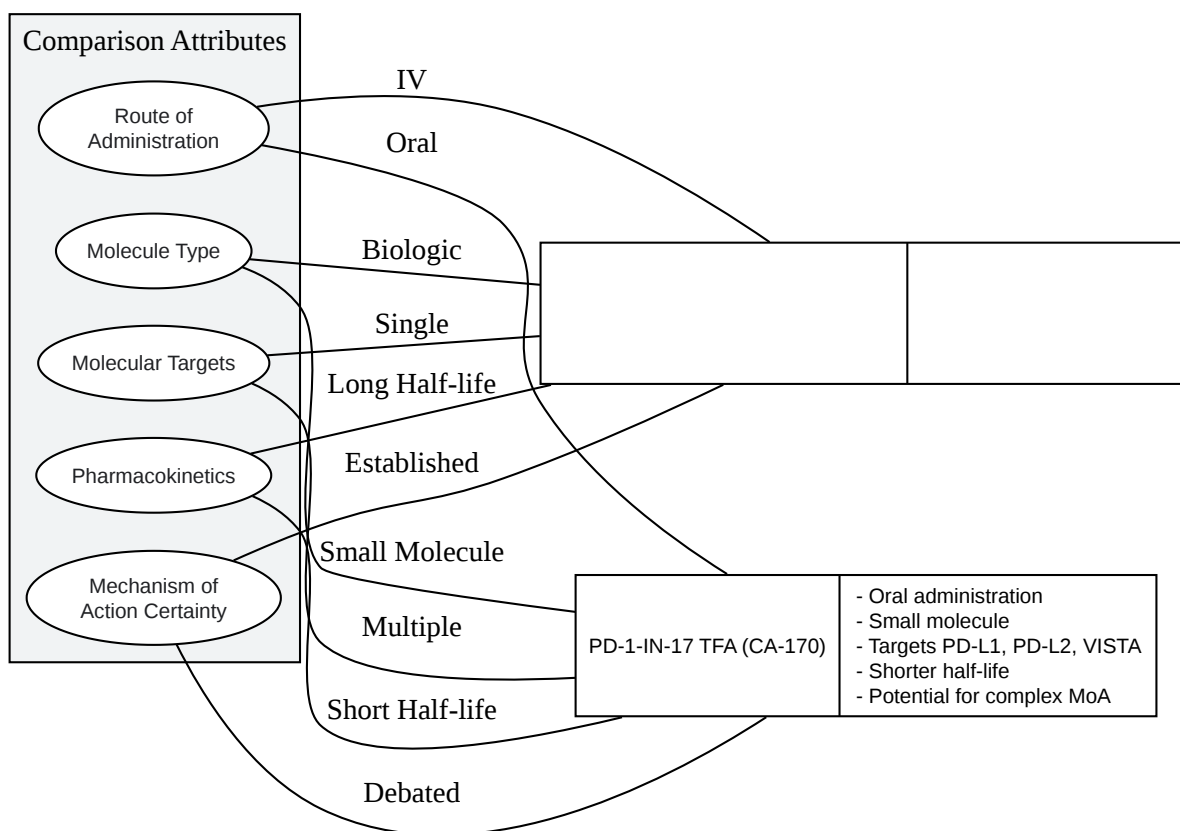 Comparison Attributes
Route of
Administration
Molecule Type
Molecular Targets
Pharmacokinetics
Mechanism of
Action Certainty
IV
Oral
Biologic
Single
Long Half-life
Established
Small Molecule
Multiple
Short Half-life
Debated
PD-1-IN-17 TFA (CA-170)
- Oral administration
- Small molecule
- Targets PD-L1, PD-L2, VISTA
- Shorter half-life
- Potential for complex MoA